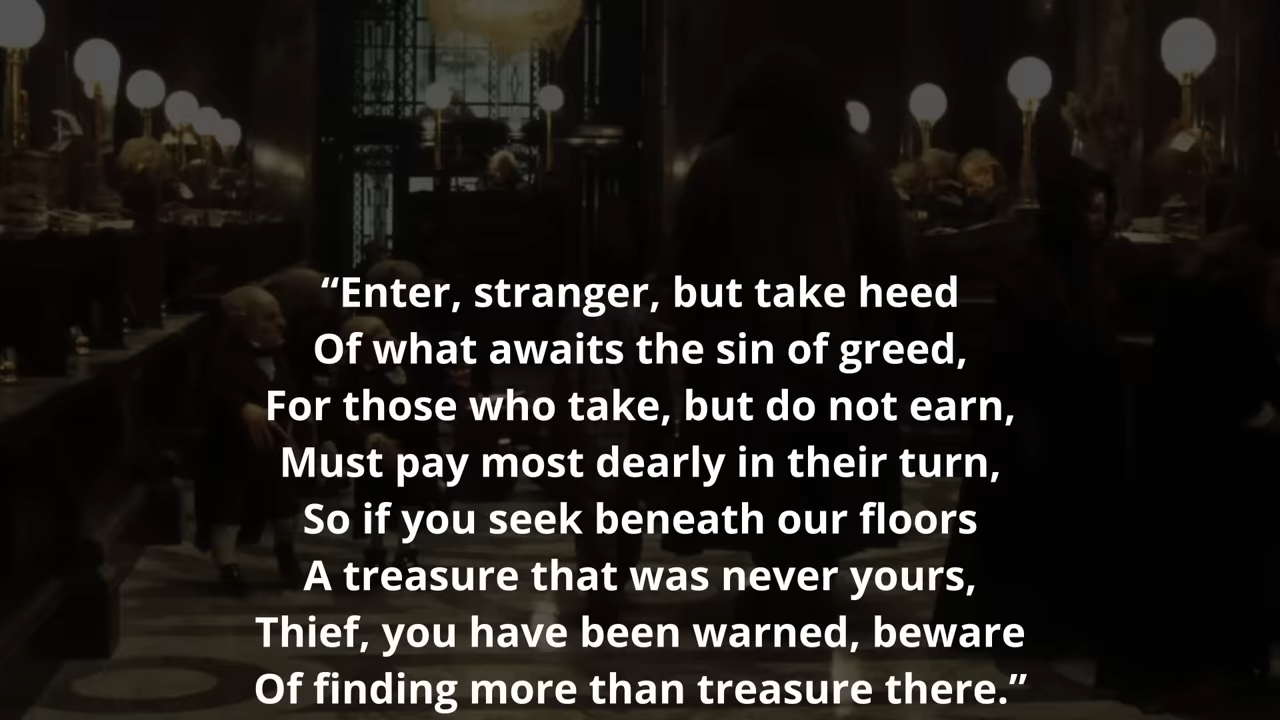 “Enter, stranger, but take heed
Of what awaits the sin of greed,
For those who take, but do not earn,
Must pay most dearly in their turn,
So if you seek beneath our floors
A treasure that was never yours,
Thief, you have been warned, beware
Of finding more than treasure there.”